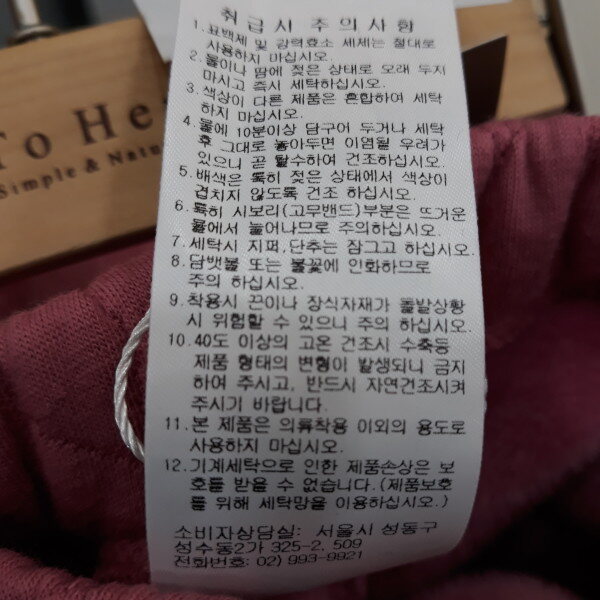 취급시 주의사항
1. 표백제 및 강력효소 세제는 절대로
사용하지 마십시오.
2. 물이나 땀에 젖은 상태로 오래 두지
마시고 즉시 세탁하십시오.
3. 색상이 다른 제품은 혼합하여 세탁
하지 마십시오.
4. 물에 10분이상 담구어 두거나 세탁
후 그대로 놓아두면 이염될 우려가
있으니 곧 탈수하여 건조하십시오.
5. 배색은 특히 젖은 상태에서 색상이
겹치지 않도록 건조 하십시오.
6. 특히 시보리(고무밴드)부분은 뜨거운
물에서 늘어나므로 주의하십시오.
7. 세탁시 지퍼,단추는 잠그고 하십시오.
8. 담뱃불 또는 불꽃에 인화하므로
주의 하십시오.
9. 착용시 끈이나 장식자재가 돌발상황
시 위험할 수 있으니 주의 하십시오.
10. 40도 이상의 고온 건조시 수축등
제품 형태의 변형이 발생되니 금지
하여 주시고, 반드시 자연건조시켜
주시기 바랍니다.
11. 본 제품은 의류착용 이외의 용도로
사용하지 마십시오.
12. 기계세탁으로 인한 제품손상은 보
호를 받을 수 없습니다.(제품보호
를 위해 세탁망을 이용하십시오.)
소비자상담실: 서울시 성동구
성수동2가 325-2, 509
전화번호: 02) 993-9921
To He
Simple & Natu